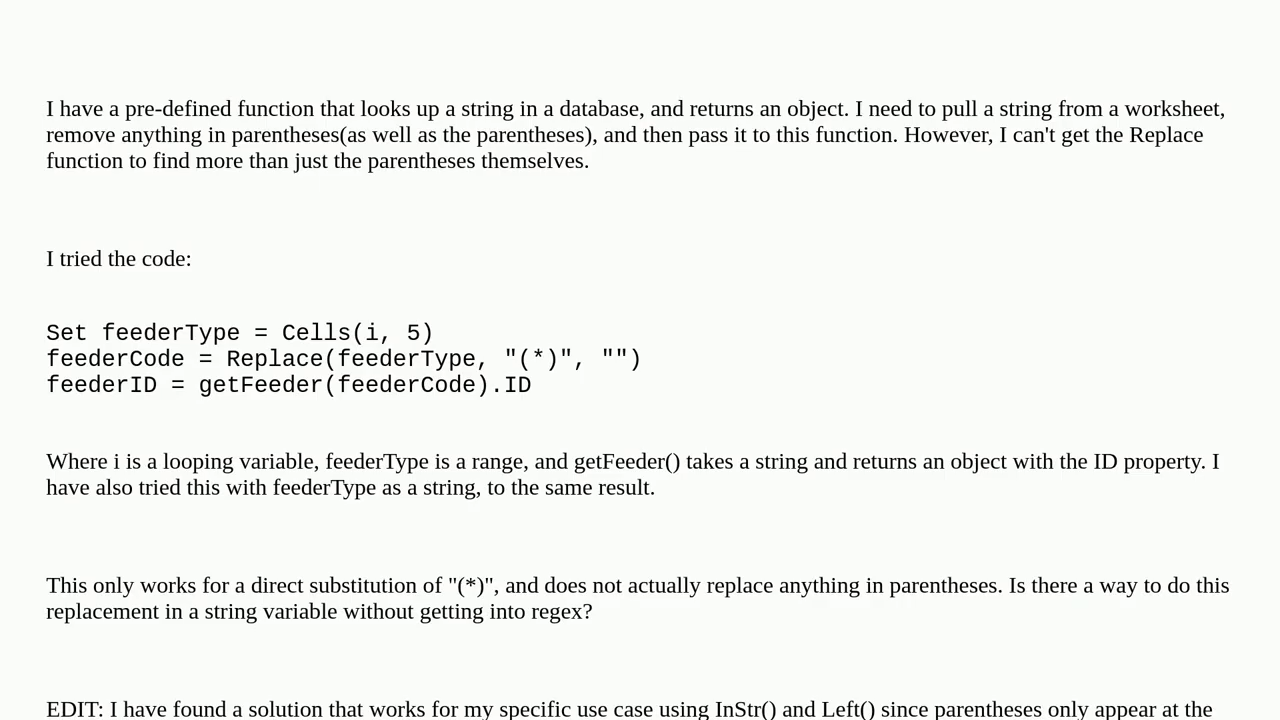 I have a pre-defined function that looks up a string in a database, and returns an object. I need to pull a string from a worksheet,
remove anything in parentheses(as well as the parentheses), and then pass it to this function. However, I can't get the Replace
function to find more than just the parentheses themselves.
I tried the code:
Set feederType = Cells(i, 5)
feederCode = Replace(feederType, "(*)", "")
feederID = getFeeder(feederCode).ID
Where i is a looping variable, feederType is a range, and getFeeder() takes a string and returns an object with the ID property. I
have also tried this with feederType as a string, to the same result.
This only works for a direct substitution of "(*)", and does not actually replace anything in parentheses. Is there a way to do this
replacement in a string variable without getting into regex?
EDIT: I have found a solution that works for my specific use case using InStr() and Left() since parentheses only appear at the